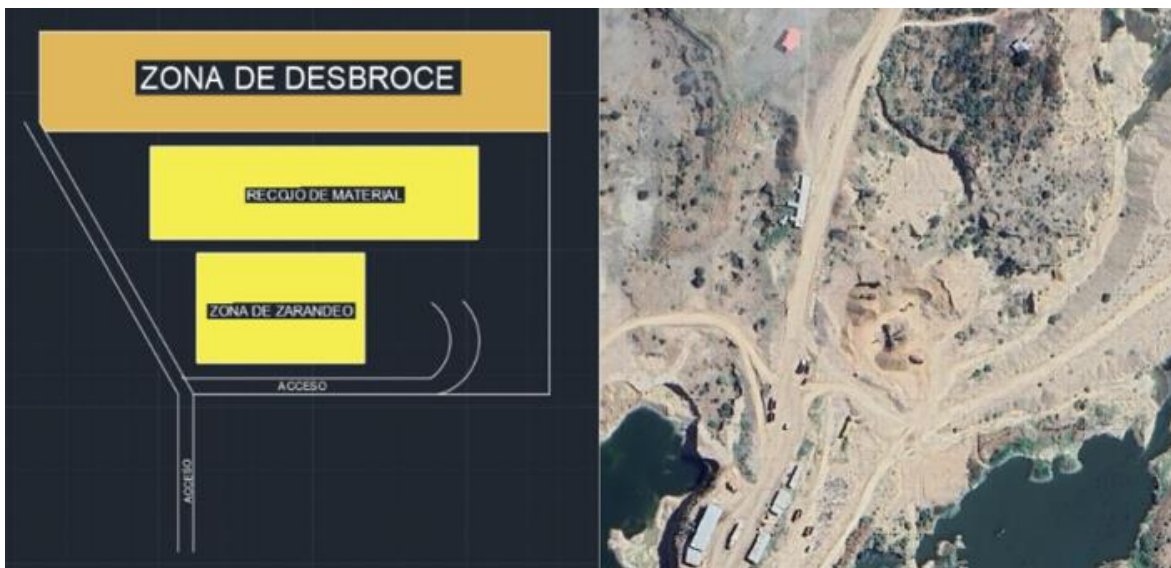 ZONA DE DESBROCE
RECOJO DE MATERIAL
ZONA DE ZARANDEO
ACCESO
ACCESO